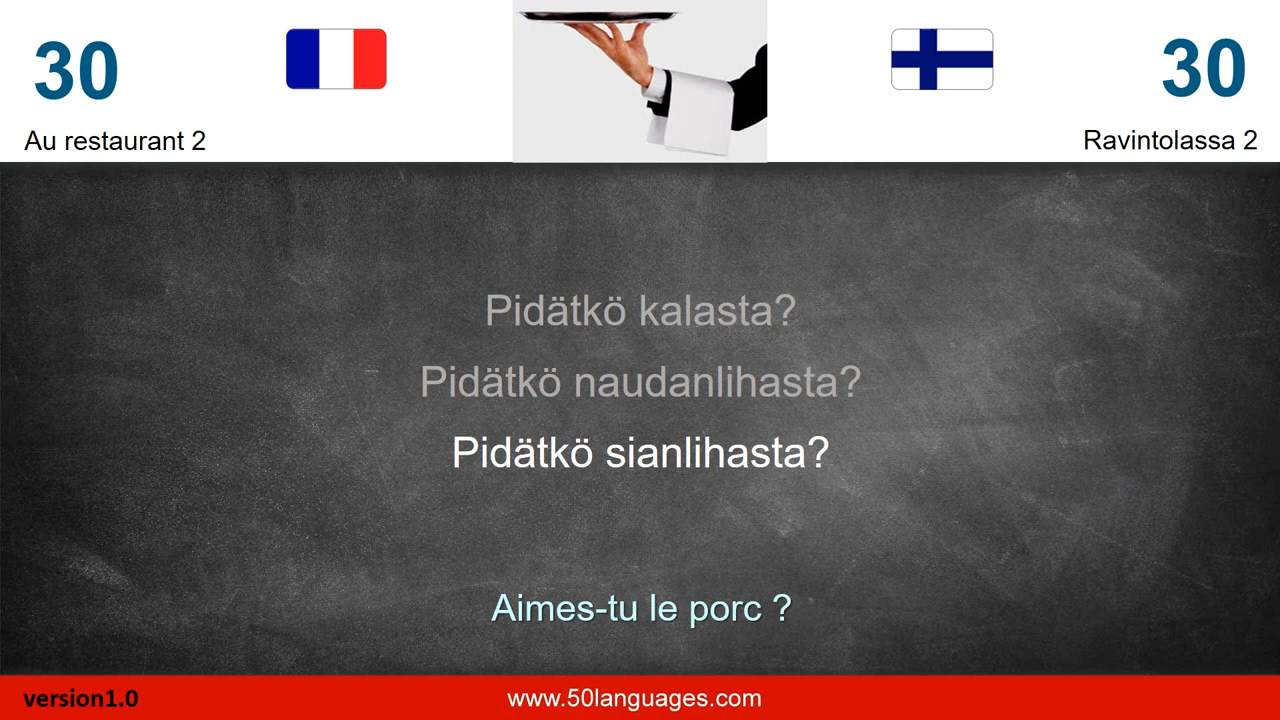 30
30
Au restaurant 2
Ravintolassa 2
Pidätkö kalasta?
Pidätkö naudanlihasta?
Pidätkö sianlihasta?
Aimes-tu le porc ?
version1.0
www.50languages.com